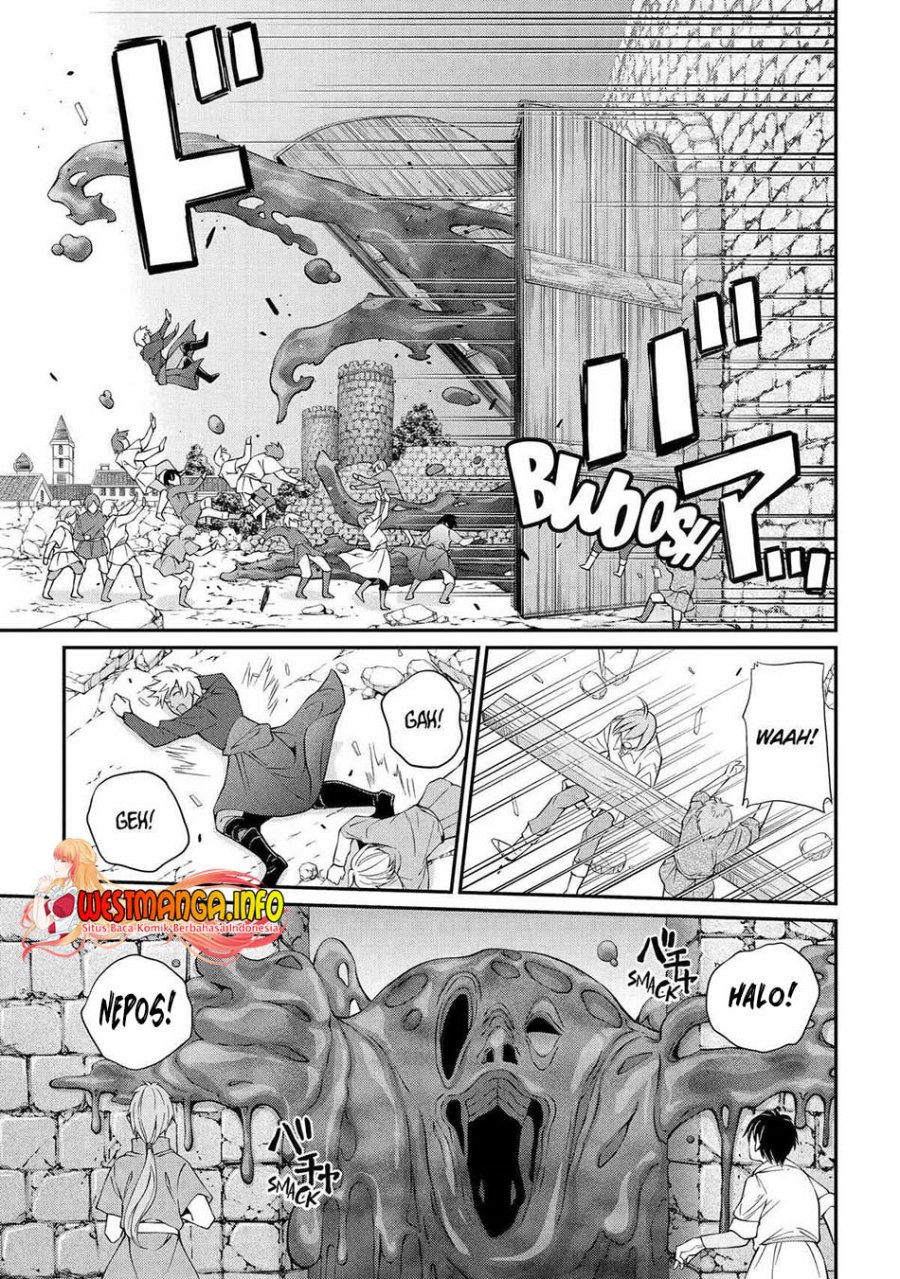 ドバァ...
BWOOSH
WAAH!
GAH!
GEH!
WESTMANGA.INFO
Situs Baca Komik Berbahasa Indonesia
バチャ
SMACK
HALO!
NEPOS!
バチャ
SMACK